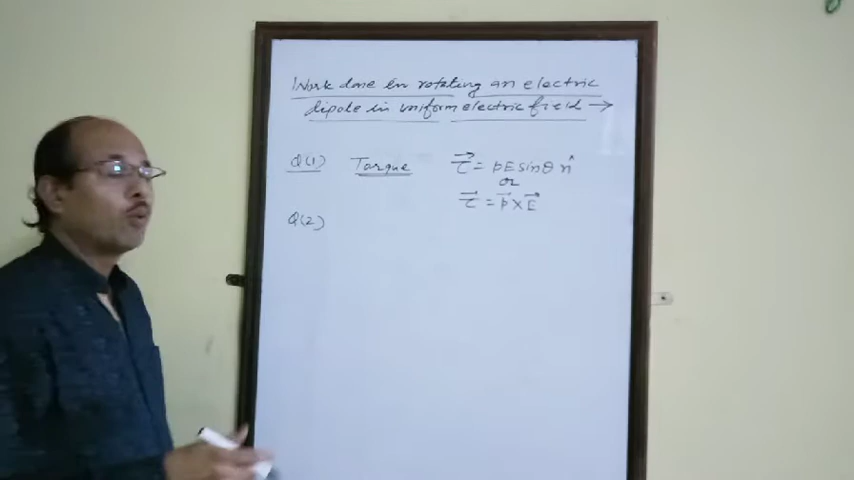 Work done in rotating an electric
dipole in uniform electric field →
Q(1) Torque τ⃗ = pE sinθ n̂
or
τ⃗ = p⃗ × E⃗
Q(2)